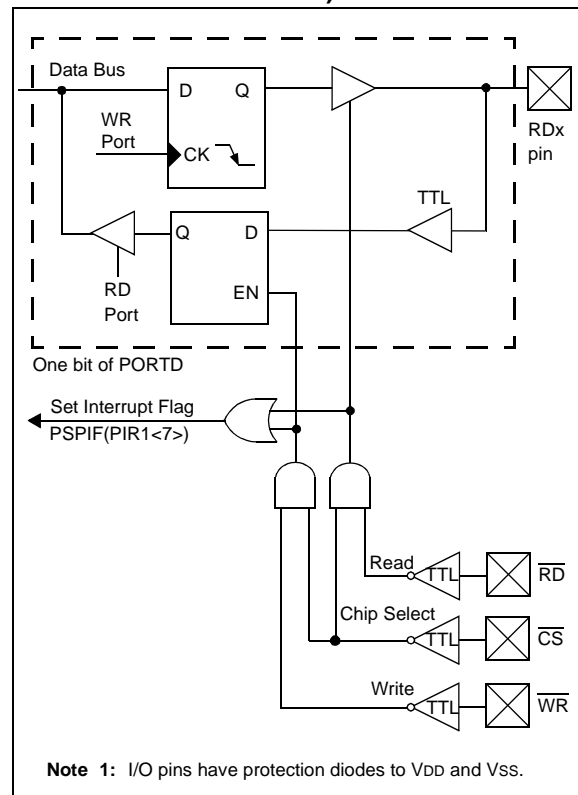 )
Data Bus
D Q
WR
Port
CK
RDx
pin
TTL
Q D
EN
RD
Port
One bit of PORTD
Set Interrupt Flag
PSPIF(PIR1<7>)
Read
TTL
RD
Chip Select
TTL
CS
Write
TTL
WR
Note 1: I/O pins have protection diodes to VDD and VSS.